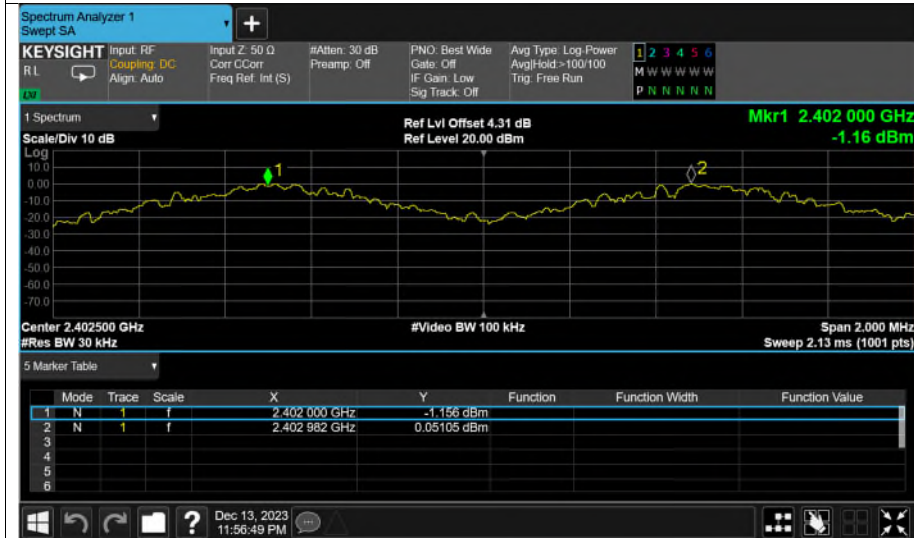 Spectrum Analyzer 1
Swept SA
KEYSIGHT
RL
LXI
Input: RF
Coupling: DC
Align: Auto
Input Z: 50 Ω
Corr CCorr
Freq Ref: Int (S)
#Atten: 30 dB
Preamp: Off
PNO: Best Wide
Gate: Off
IF Gain: Low
Sig Track: Off
Avg Type: Log-Power
Avg|Hold:>100/100
Trig: Free Run
1 2 3 4 5 6
M W W W W W
P N N N N N
1 Spectrum
Scale/Div 10 dB
Ref Lvl Offset 4.31 dB
Ref Level 20.00 dBm
Mkr1 2.402 000 GHz
-1.16 dBm
Log
10.0
0.00
-10.0
-20.0
-30.0
-40.0
-50.0
-60.0
-70.0
1
2
Center 2.402500 GHz
#Video BW 100 kHz
Span 2.000 MHz
#Res BW 30 kHz
Sweep 2.13 ms (1001 pts)
5 Marker Table
Mode Trace Scale X Y Function Function Width Function Value
1 N 1 f 2.402 000 GHz -1.156 dBm
2 N 1 f 2.402 982 GHz 0.05105 dBm
3
4
5
6
?
Dec 13, 2023
11:56:49 PM